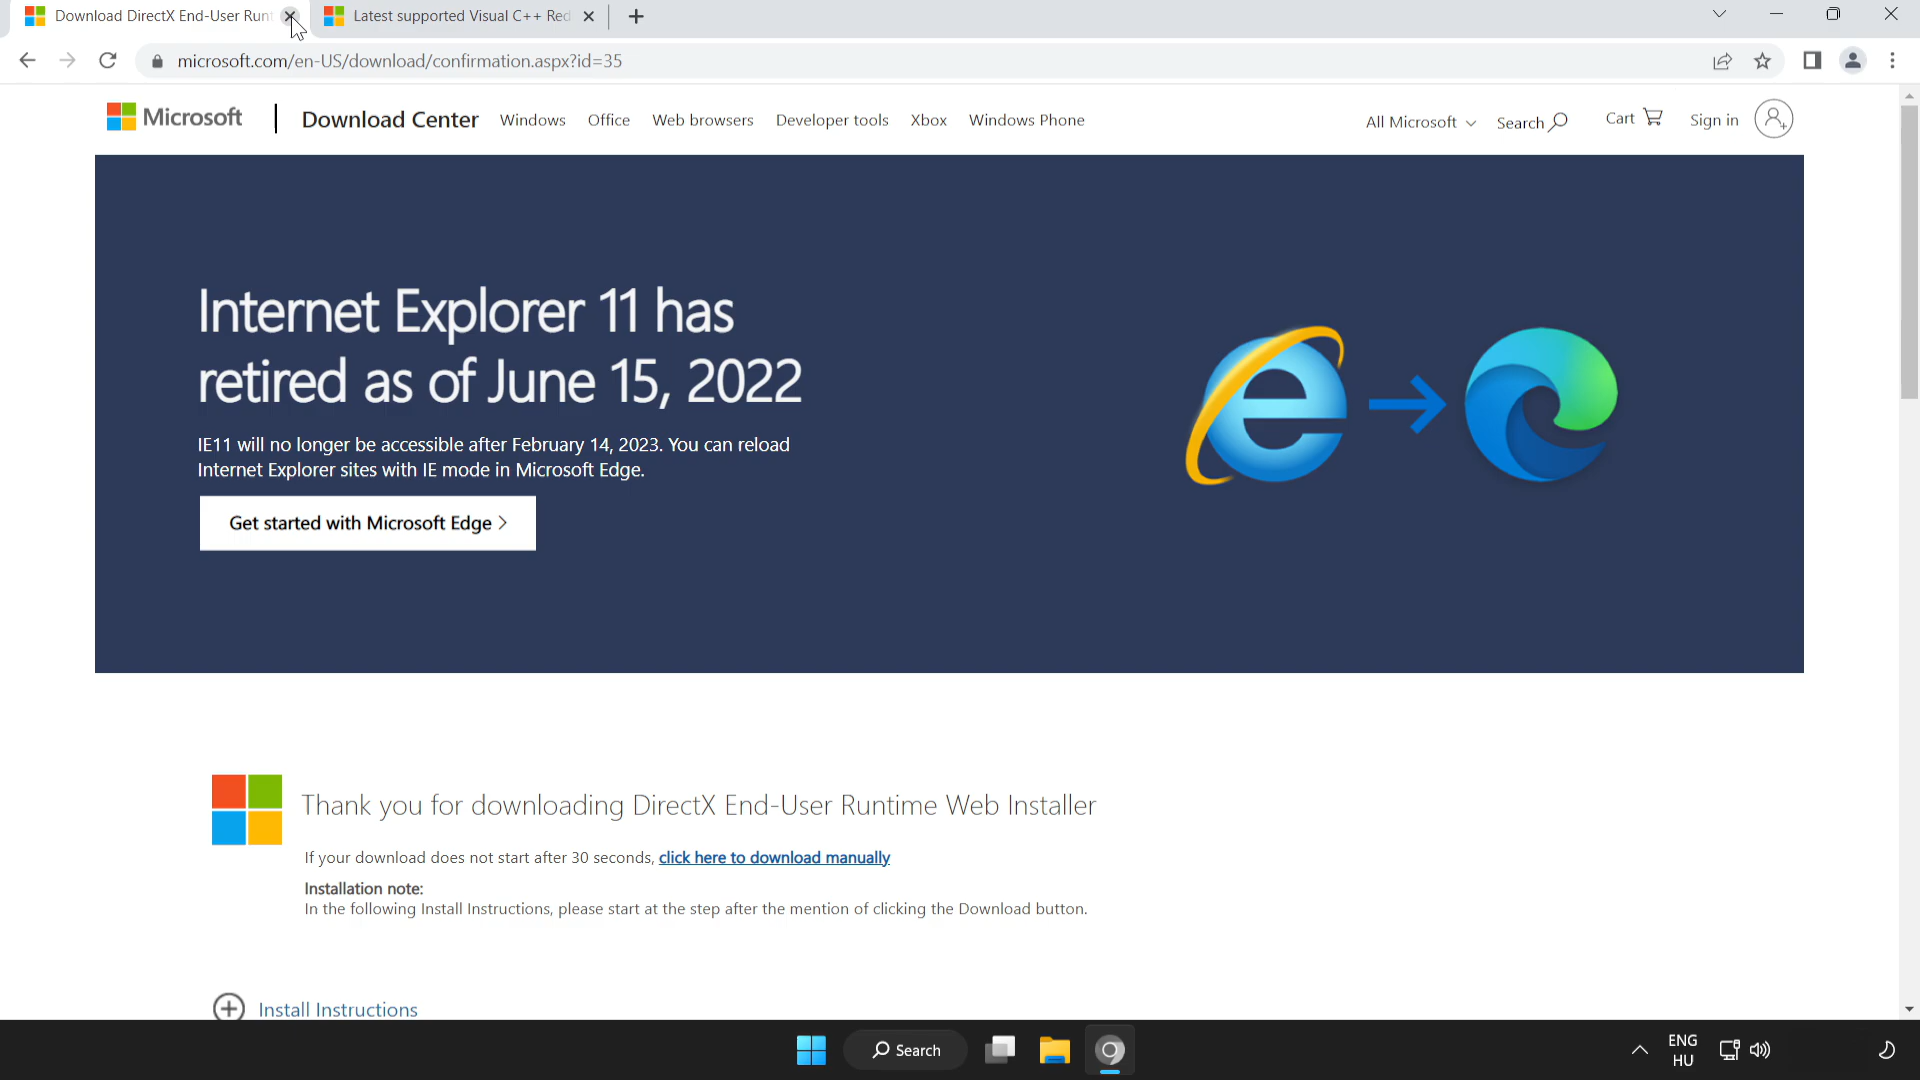 Download DirectX End-User Runt
Latest supported Visual C++ Red
microsoft.com/en-US/download/confirmation.aspx?id=35
Microsoft
Download Center
Windows
Office
Web browsers
Developer tools
Xbox
Windows Phone
All Microsoft
Search
Cart
Sign in
Internet Explorer 11 has
retired as of June 15, 2022
IE11 will no longer be accessible after February 14, 2023. You can reload
Internet Explorer sites with IE mode in Microsoft Edge.
Get started with Microsoft Edge >
Thank you for downloading DirectX End-User Runtime Web Installer
If your download does not start after 30 seconds, click here to download manually
Installation note:
In the following Install Instructions, please start at the step after the mention of clicking the Download button.
Install Instructions
Search
ENG
HU